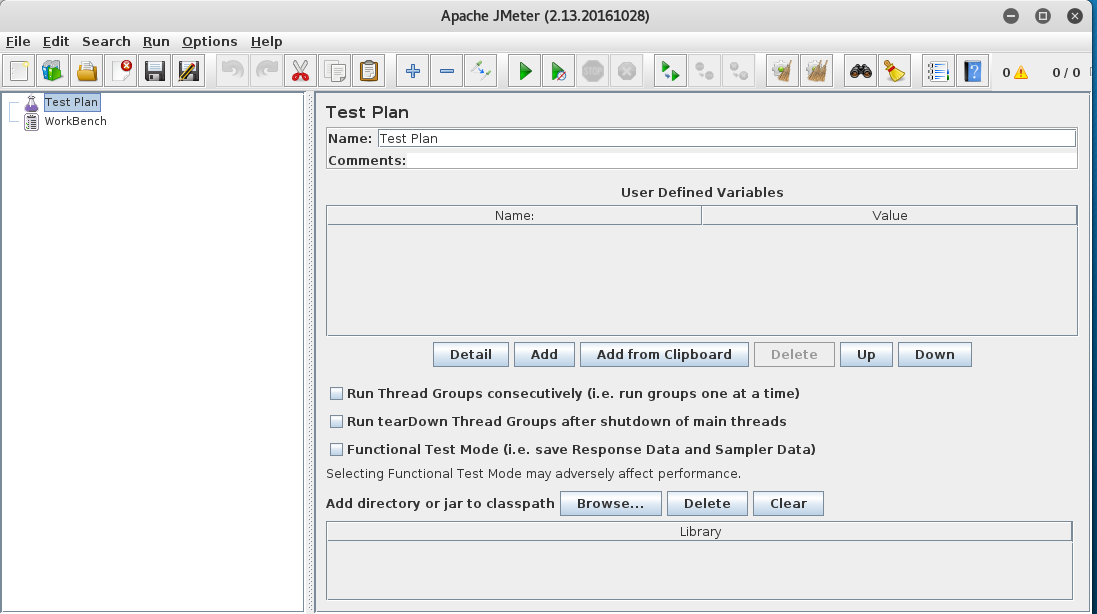 Apache JMeter (2.13.20161028)
File Edit Search Run Options Help
STOP ? 0 0 / 0
Test Plan
WorkBench
Test Plan
Name: Test Plan
Comments:
User Defined Variables
Name: Value
Detail Add Add from Clipboard Delete Up Down
Run Thread Groups consecutively (i.e. run groups one at a time)
Run tearDown Thread Groups after shutdown of main threads
Functional Test Mode (i.e. save Response Data and Sampler Data)
Selecting Functional Test Mode may adversely affect performance.
Add directory or jar to classpath Browse... Delete Clear
Library